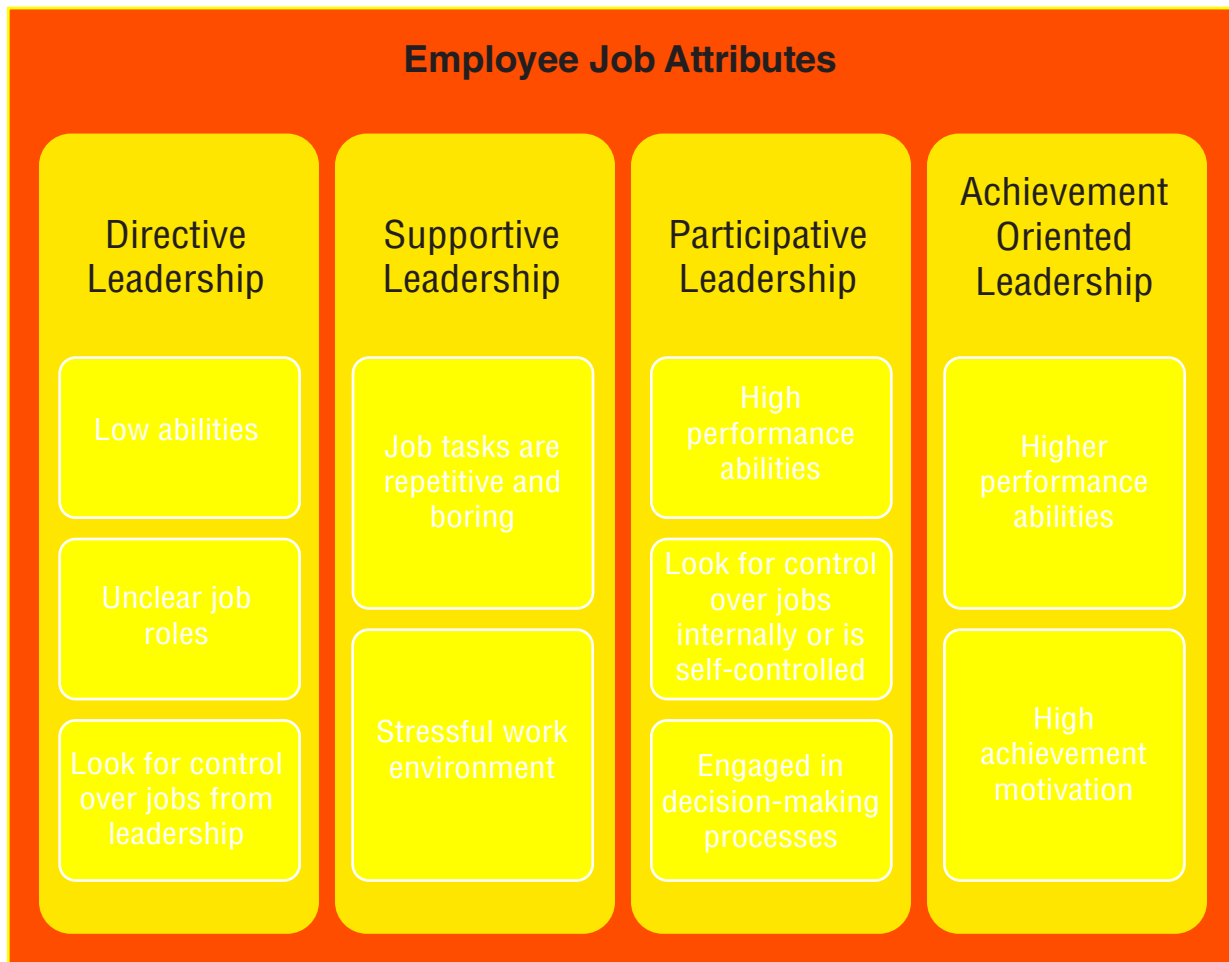 Employee Job Attributes
Directive
Leadership
Low abilities
Unclear job
roles
Look for control
over jobs from
leadership
Supportive
Leadership
Job tasks are
repetitive and
boring
Stressful work
environment
Participative
Leadership
High
performance
abilities
Look for control
over jobs
internally or is
self-controlled
Engaged in
decision-making
processes
Achievement
Oriented
Leadership
Higher
performance
abilities
High
achievement
motivation